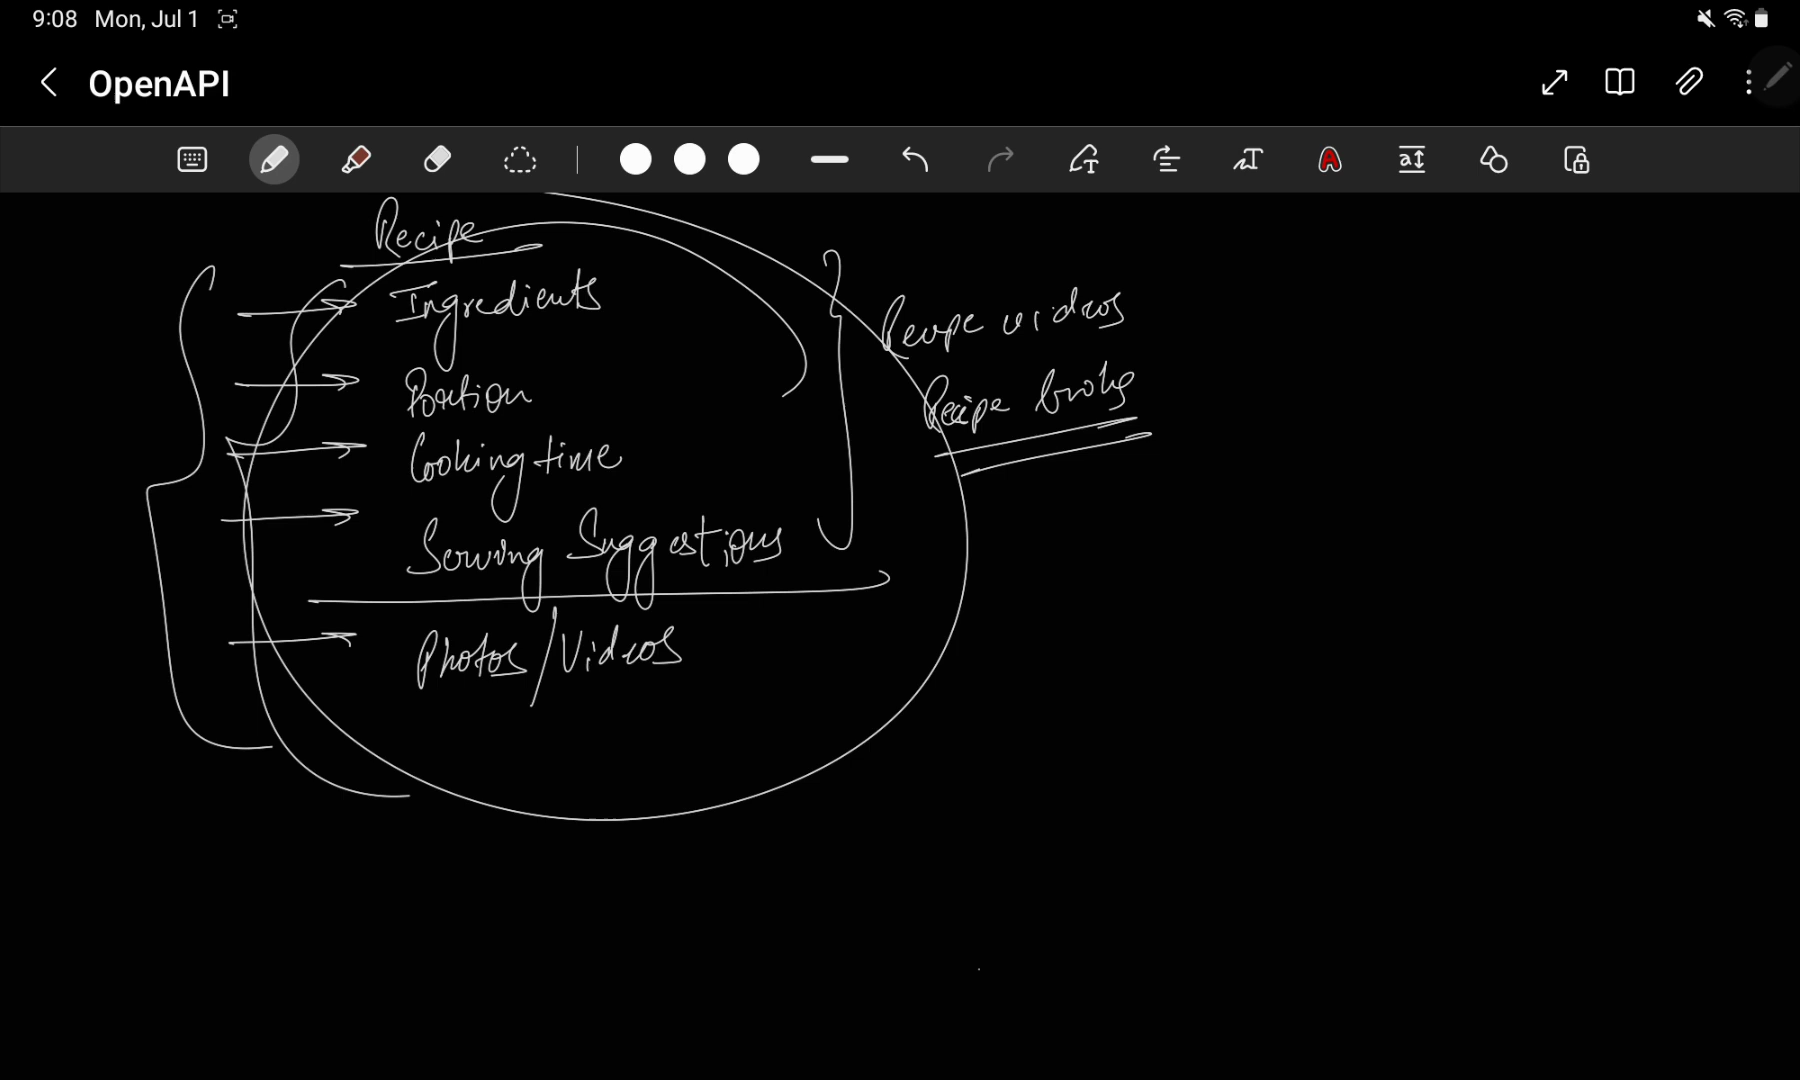 9:08 Mon, Jul 1
OpenAPI
Recipe
Ingredients
Portion
Cooking time
Serving Suggestions
Photos/Videos
Recipe videos
Recipe books